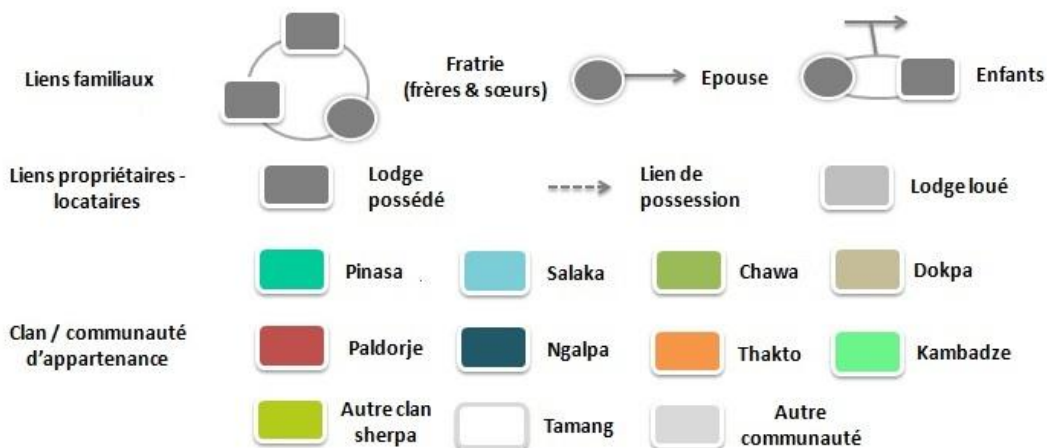 Liens familiaux
Fratrie
(frères & sœurs)
Epouse
Enfants
Liens propriétaires -
locataires
Lodge
possédé
Lien de
possession
Lodge loué
Clan / communauté
d'appartenance
Pinasa
Salaka
Chawa
Dokpa
Paldorje
Ngalpa
Thakto
Kambadze
Autre clan
sherpa
Tamang
Autre
communauté